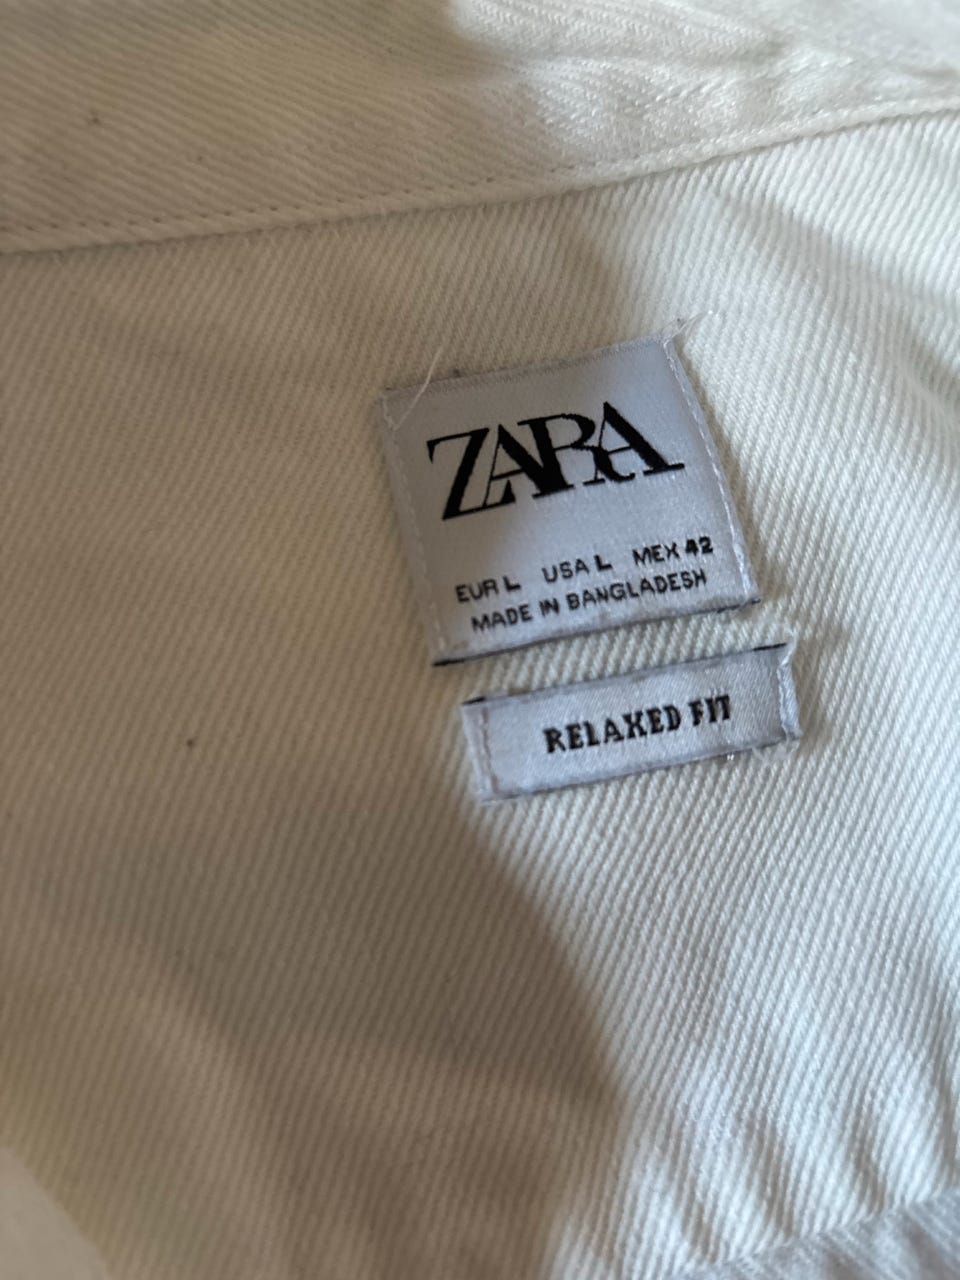 ZARA
EUR L USA L MEX 42
MADE IN BANGLADESH
RELAXED FIT